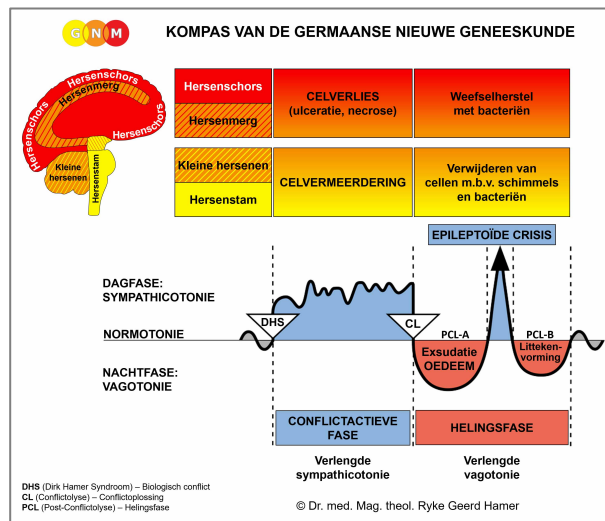 G N M
KOMPAS VAN DE GERMAANSE NIEUWE GENEESKUNDE
Hersenschors
Hersenmerg
Hersenschors
Hersenschors
Kleine
hersenen
Hersenstam
Hersenschors
Hersenmerg
CELVERLIES
(ulceratie, necrose)
Weefselherstel
met bacteriën
Kleine hersenen
Hersenstam
CELVERMEERDERING
Verwijderen van
cellen m.b.v. schimmels
en bacteriën
EPILEPTOÏDE CRISIS
DAGFASE:
SYMPATHICOTONIE
DHS
CL
NORMOTONIE
PCL-A
Exsudatie
OEDEEM
PCL-B
Litteken-
vorming
NACHTFASE:
VAGOTONIE
CONFLICTACTIEVE
FASE
HELINGSFASE
Verlengde
sympathicotonie
Verlengde
vagotonie
DHS (Dirk Hamer Syndroom) – Biologisch conflict
CL (Conflictolyse) – Conflictoplossing
PCL (Post-Conflictolyse) – Helingsfase
© Dr. med. Mag. theol. Ryke Geerd Hamer